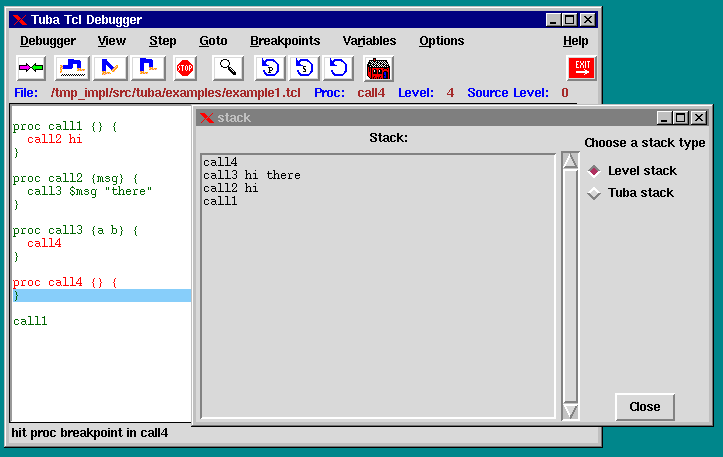 Tuba Tcl Debugger
Debugger View Step Goto Breakpoints Variables Options Help
STOP P S EXIT
File: /tmp_impl/src/tuba/examples/example1.tcl Proc: call4 Level: 4 Source Level: 0
proc call1 {} {
call2 hi
}
proc call2 {msg} {
call3 $msg "there"
}
proc call3 {a b} {
call4
}
proc call4 {} {
}
call1
hit proc breakpoint in call4
stack
Stack:
call4
call3 hi there
call2 hi
call1
Choose a stack type
Level stack
Tuba stack
Close